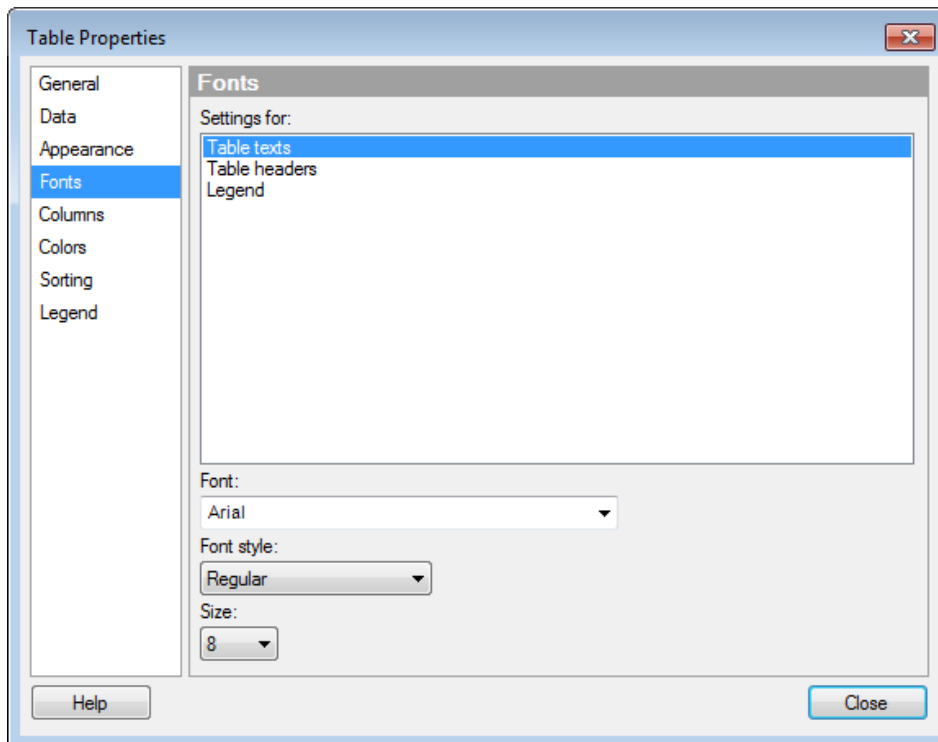 Table Properties
General
Data
Appearance
Fonts
Columns
Colors
Sorting
Legend
Fonts
Settings for:
Table texts
Table headers
Legend
Font:
Arial
Font style:
Regular
Size:
8
Help
Close